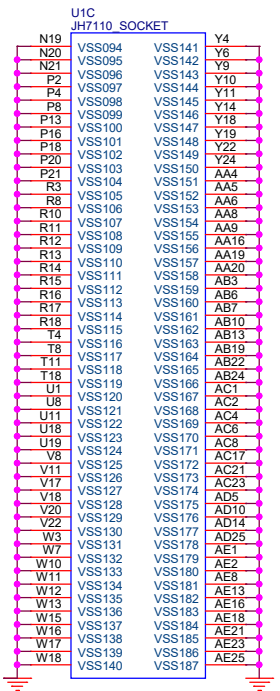 U1C
JH7110_SOCKET
N19 VSS094 VSS141 Y4
N20 VSS095 VSS142 Y6
N21 VSS096 VSS143 Y9
P2 VSS097 VSS144 Y10
P4 VSS098 VSS145 Y11
P8 VSS099 VSS146 Y14
P13 VSS100 VSS147 Y18
P16 VSS101 VSS148 Y19
P18 VSS102 VSS149 Y22
P20 VSS103 VSS150 Y24
P21 VSS104 VSS151 AA4
R3 VSS105 VSS152 AA5
R8 VSS106 VSS153 AA6
R10 VSS107 VSS154 AA8
R11 VSS108 VSS155 AA9
R12 VSS109 VSS156 AA16
R13 VSS110 VSS157 AA19
R14 VSS111 VSS158 AA20
R15 VSS112 VSS159 AB3
R16 VSS113 VSS160 AB6
R17 VSS114 VSS161 AB7
R18 VSS115 VSS162 AB10
T4 VSS116 VSS163 AB13
T8 VSS117 VSS164 AB19
T11 VSS118 VSS165 AB22
T18 VSS119 VSS166 AB24
U1 VSS120 VSS167 AC1
U8 VSS121 VSS168 AC2
U11 VSS122 VSS169 AC4
U18 VSS123 VSS170 AC6
U19 VSS124 VSS171 AC8
V8 VSS125 VSS172 AC17
V11 VSS126 VSS173 AC21
V17 VSS127 VSS174 AC23
V18 VSS128 VSS175 AD5
V20 VSS129 VSS176 AD10
V22 VSS130 VSS177 AD14
W3 VSS131 VSS178 AD25
W7 VSS132 VSS179 AE1
W10 VSS133 VSS180 AE2
W11 VSS134 VSS181 AE8
W12 VSS135 VSS182 AE13
W13 VSS136 VSS183 AE16
W15 VSS137 VSS184 AE18
W16 VSS138 VSS185 AE21
W17 VSS139 VSS186 AE23
W18 VSS140 VSS187 AE25